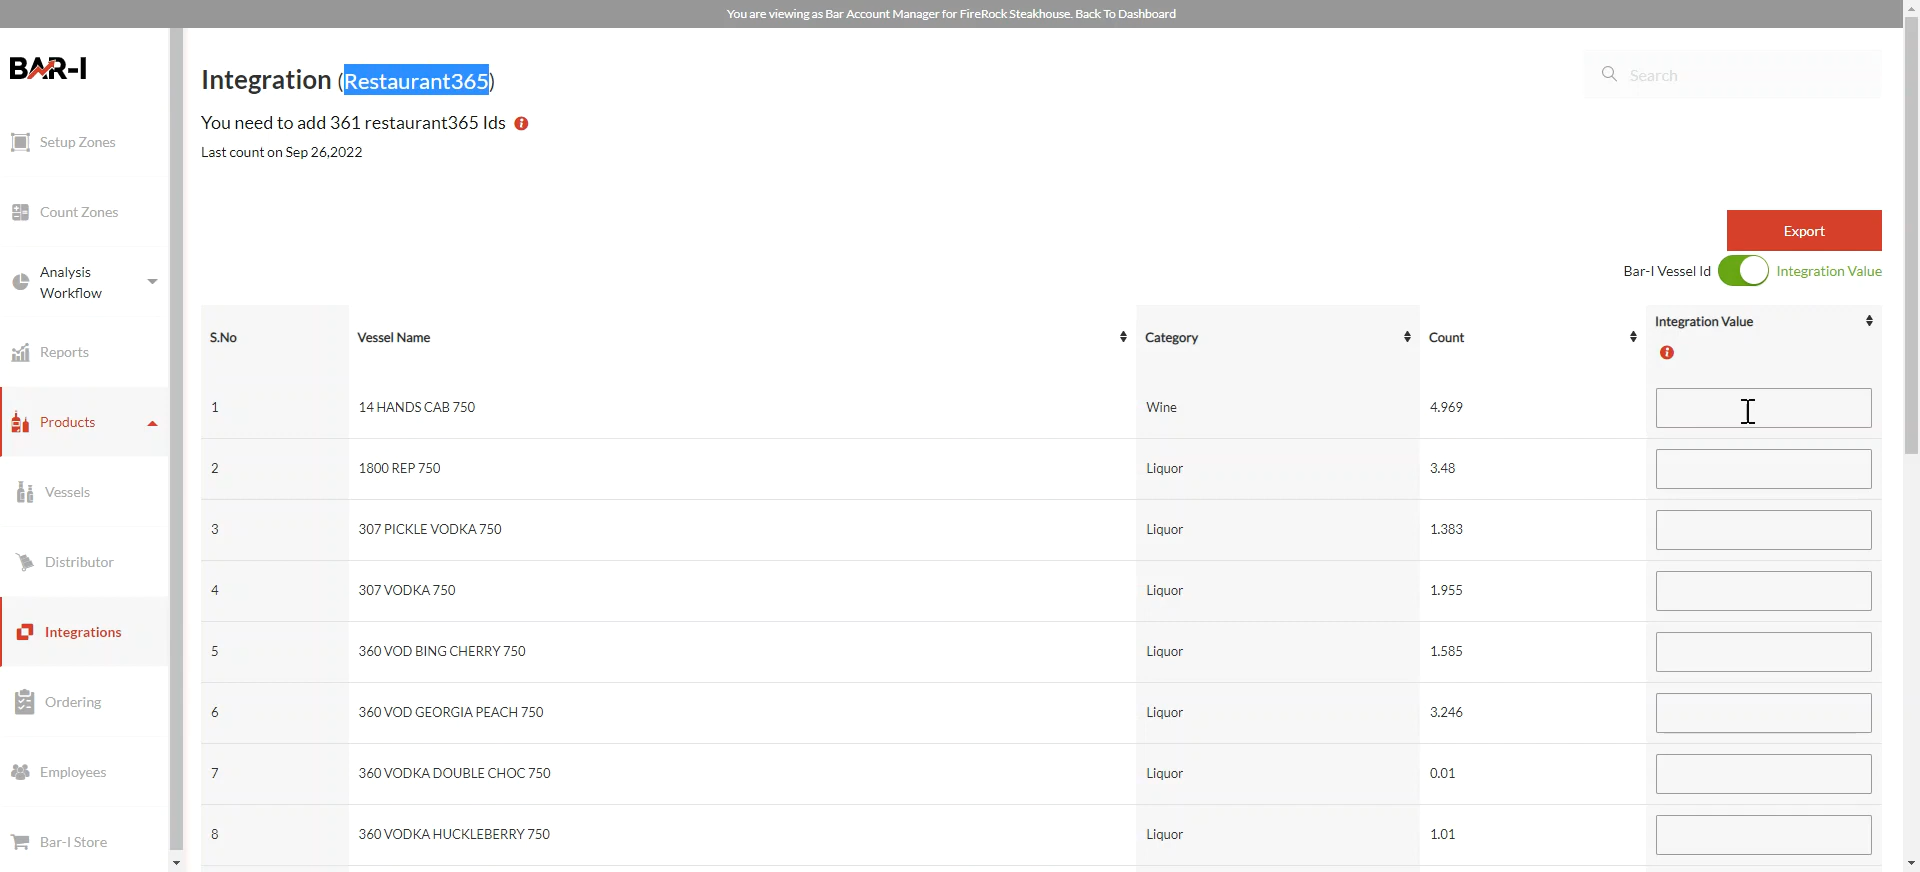 You are viewing as Bar Account Manager for FireRock Steakhouse. Back To Dashboard
BAR-I
Setup Zones
Count Zones
Analysis
Workflow
Reports
Products
Vessels
Distributor
Integrations
Ordering
Employees
Bar-I Store
Integration (Restaurant365)
Search
You need to add 361 restaurant365 Ids
Last count on Sep 26,2022
Export
Bar-I Vessel Id Integration Value
S.No Vessel Name Category Count Integration Value
1 14 HANDS CAB 750 Wine 4.969
2 1800 REP 750 Liquor 3.48
3 307 PICKLE VODKA 750 Liquor 1.383
4 307 VODKA 750 Liquor 1.955
5 360 VOD BING CHERRY 750 Liquor 1.585
6 360 VOD GEORGIA PEACH 750 Liquor 3.246
7 360 VODKA DOUBLE CHOC 750 Liquor 0.01
8 360 VODKA HUCKLEBERRY 750 Liquor 1.01